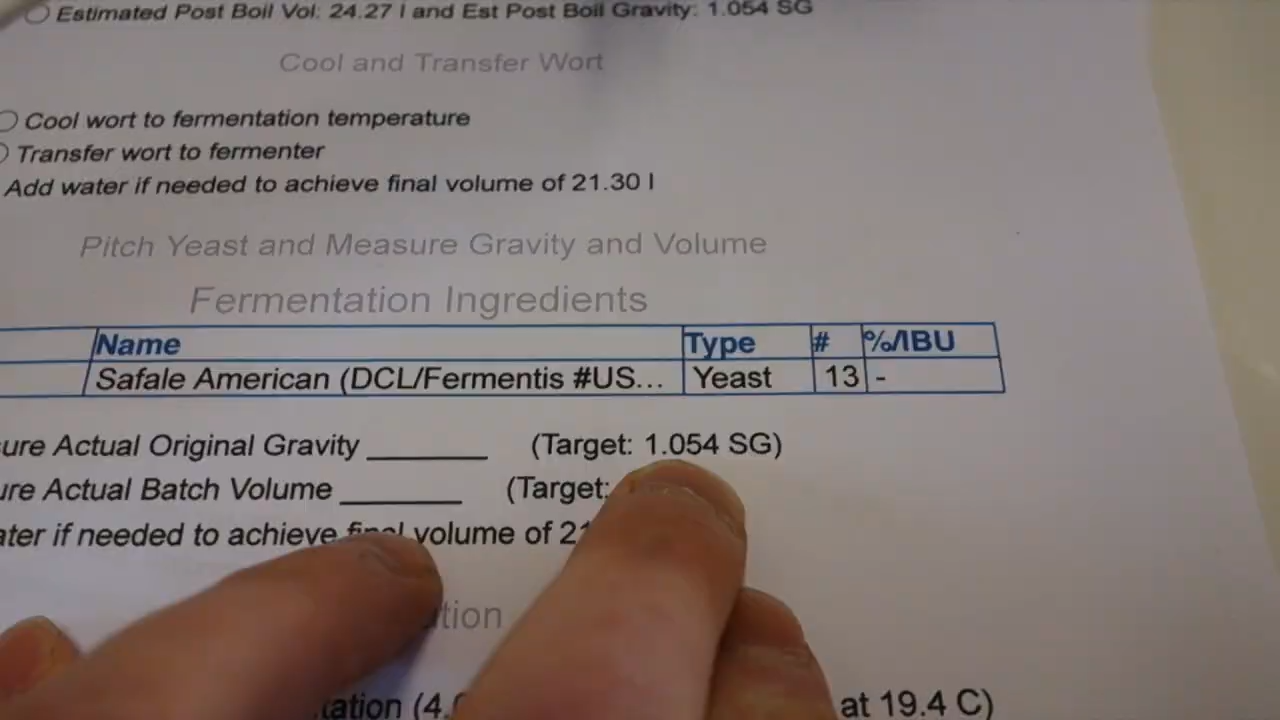 Estimated Post Boil Vol: 24.27 l and Est Post Boil Gravity: 1.054 SG
Cool and Transfer Wort
Cool wort to fermentation temperature
Transfer wort to fermenter
Add water if needed to achieve final volume of 21.30 l
Pitch Yeast and Measure Gravity and Volume
Fermentation Ingredients
Name Type # %/IBU
Safale American (DCL/Fermentis #US... Yeast 13 -
ure Actual Original Gravity ______ (Target: 1.054 SG)
ure Actual Batch Volume ______ (Target:
ater if needed to achieve final volume of 21
tion
tation (4. at 19.4 C)